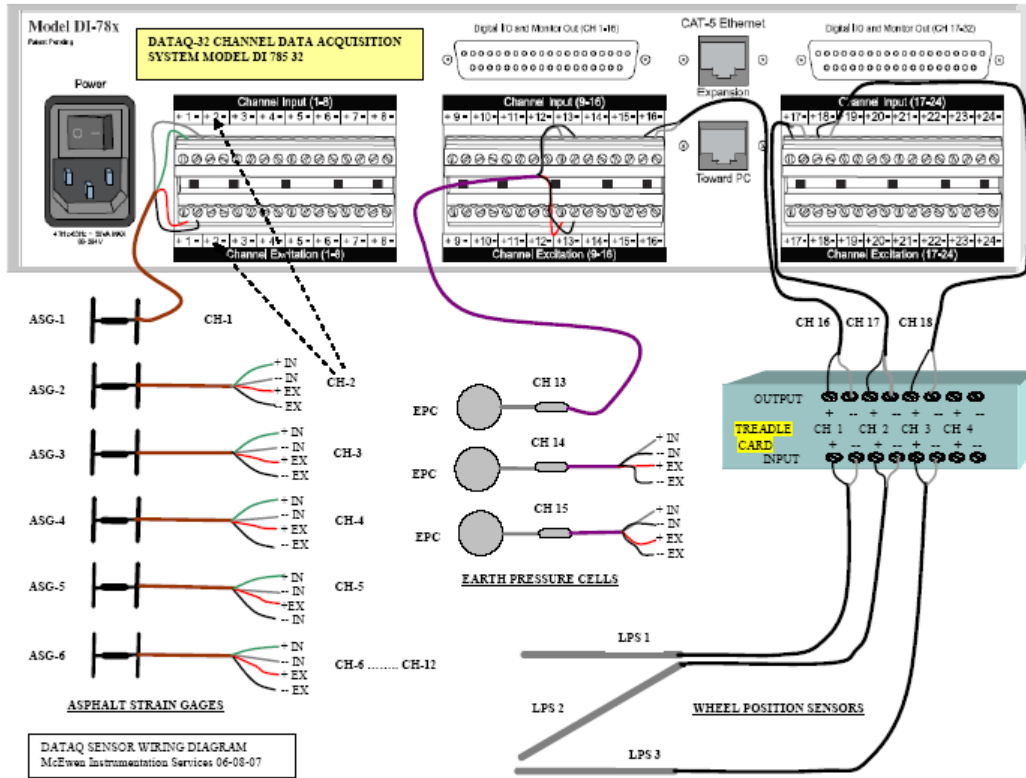 Model DI-78x
Patent Pending
DATAQ-32 CHANNEL DATA ACQUISITION
SYSTEM MODEL DI 785 32
Digital I/O and Monitor Out (CH 1-16)
CAT-5 Ethernet
Digital I/O and Monitor Out (CH 17-32)
Power
Expansion
Toward PC
Channel Input (1-8)
+ 1 - + 2 - + 3 - + 4 - + 5 - + 6 - + 7 - + 8 -
+ 1 - + 2 - + 3 - + 4 - + 5 - + 6 - + 7 - + 8 -
Channel Excitation (1-8)
Channel Input (9-16)
+ 9 - +10- +11- +12- +13- +14- +15- +16-
+ 9 - +10- +11- +12- +13- +14- +15- +16-
Channel Excitation (9-16)
Channel Input (17-24)
+17- +18- +19- +20- +21- +22- +23- +24-
+17- +18- +19- +20- +21- +22- +23- +24-
Channel Excitation (17-24)
ASG-1
CH-1
ASG-2
+ IN
-- IN
+ EX
-- EX
CH-2
ASG-3
+ IN
-- IN
+ EX
-- EX
CH-3
ASG-4
+ IN
-- IN
+ EX
-- EX
CH-4
ASG-5
+ IN
-- IN
+EX
-- IN
CH-5
ASG-6
+ IN
-- IN
+ EX
-- EX
CH-6 ........ CH-12
ASPHALT STRAIN GAGES
EPC
CH 13
EPC
CH 14
+ IN
-- IN
+ EX
-- EX
EPC
CH 15
+ IN
-- IN
+ EX
-- EX
EARTH PRESSURE CELLS
CH 16 CH 17 CH 18
OUTPUT
+ -- + -- + -- + --
TREADLE CH 1 CH 2 CH 3 CH 4
CARD + -- + -- + -- + --
INPUT
LPS 1
LPS 2
WHEEL POSITION SENSORS
LPS 3
DATAQ SENSOR WIRING DIAGRAM
McEwen Instrumentation Services 06-08-07